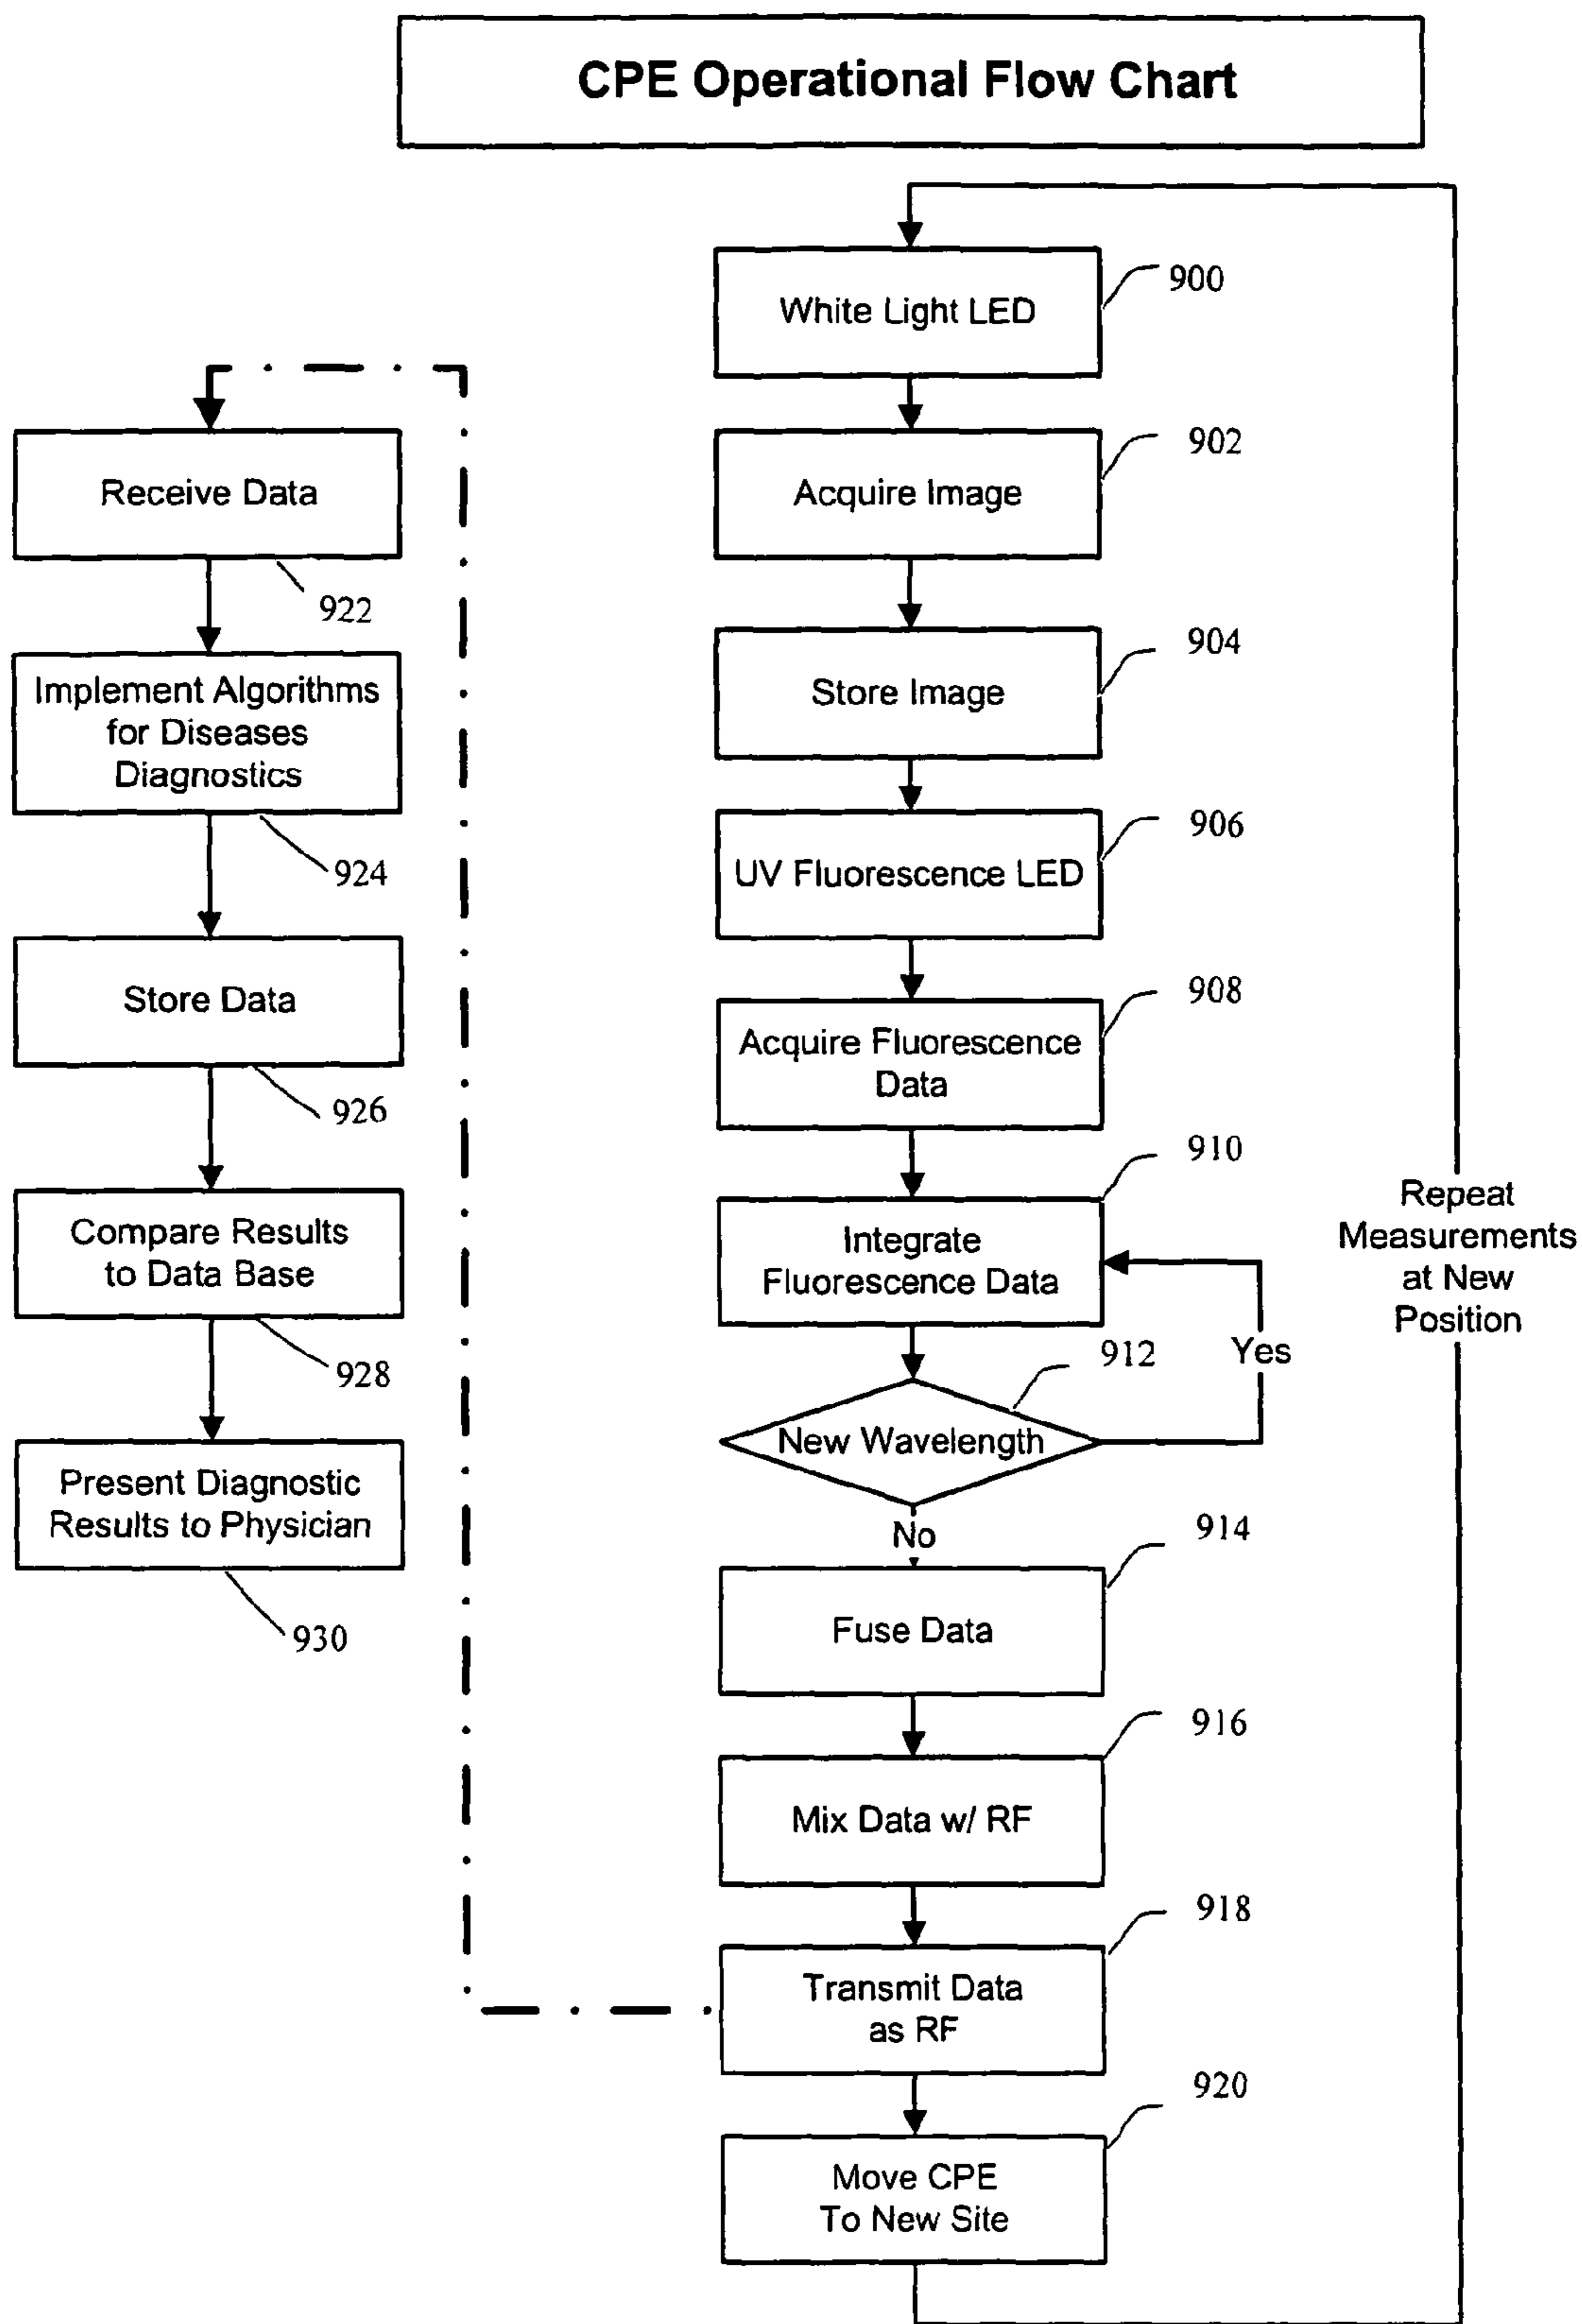 CPE Operational Flow Chart
White Light LED
900
Acquire Image
902
Store Image
904
UV Fluorescence LED
906
Acquire Fluorescence
Data
908
Integrate
Fluorescence Data
910
New Wavelength
912
Yes
No
Fuse Data
914
Mix Data w/ RF
916
Transmit Data
as RF
918
Move CPE
To New Site
920
Repeat
Measurements
at New
Position
Receive Data
922
Implement Algorithms
for Diseases
Diagnostics
924
Store Data
926
Compare Results
to Data Base
928
Present Diagnostic
Results to Physician
930